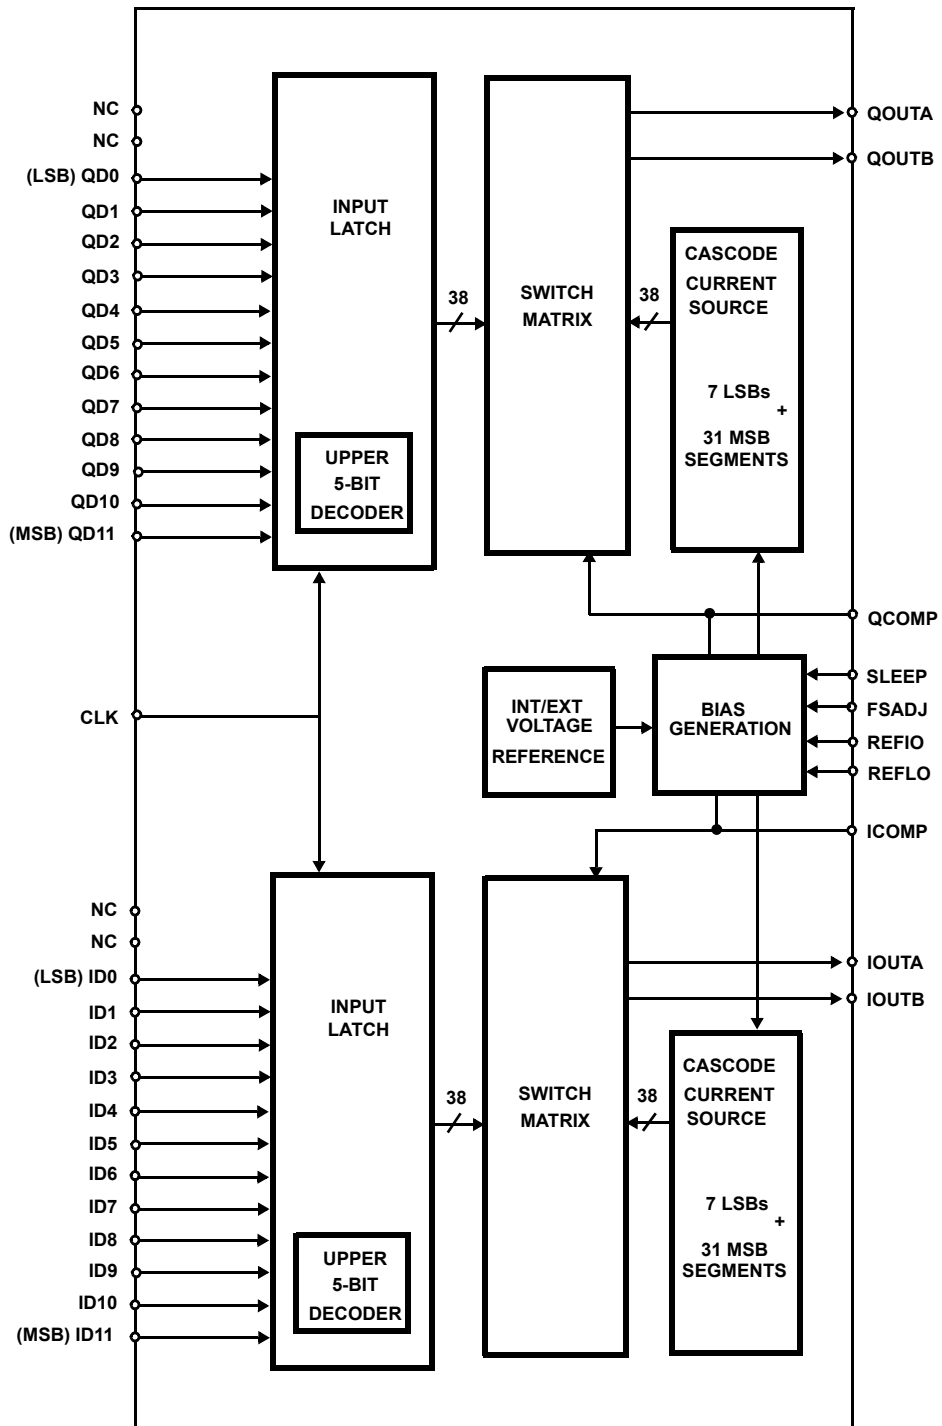 NC
NC
(LSB) QD0
QD1
QD2
QD3
QD4
QD5
QD6
QD7
QD8
QD9
QD10
(MSB) QD11
INPUT
LATCH
UPPER
5-BIT
DECODER
38
SWITCH
MATRIX
38
CASCODE
CURRENT
SOURCE
7 LSBs
+
31 MSB
SEGMENTS
QOUTA
QOUTB
QCOMP
CLK
INT/EXT
VOLTAGE
REFERENCE
BIAS
GENERATION
SLEEP
FSADJ
REFIO
REFLO
ICOMP
NC
NC
(LSB) ID0
ID1
ID2
ID3
ID4
ID5
ID6
ID7
ID8
ID9
ID10
(MSB) ID11
INPUT
LATCH
UPPER
5-BIT
DECODER
38
SWITCH
MATRIX
38
CASCODE
CURRENT
SOURCE
7 LSBs
+
31 MSB
SEGMENTS
IOUTA
IOUTB